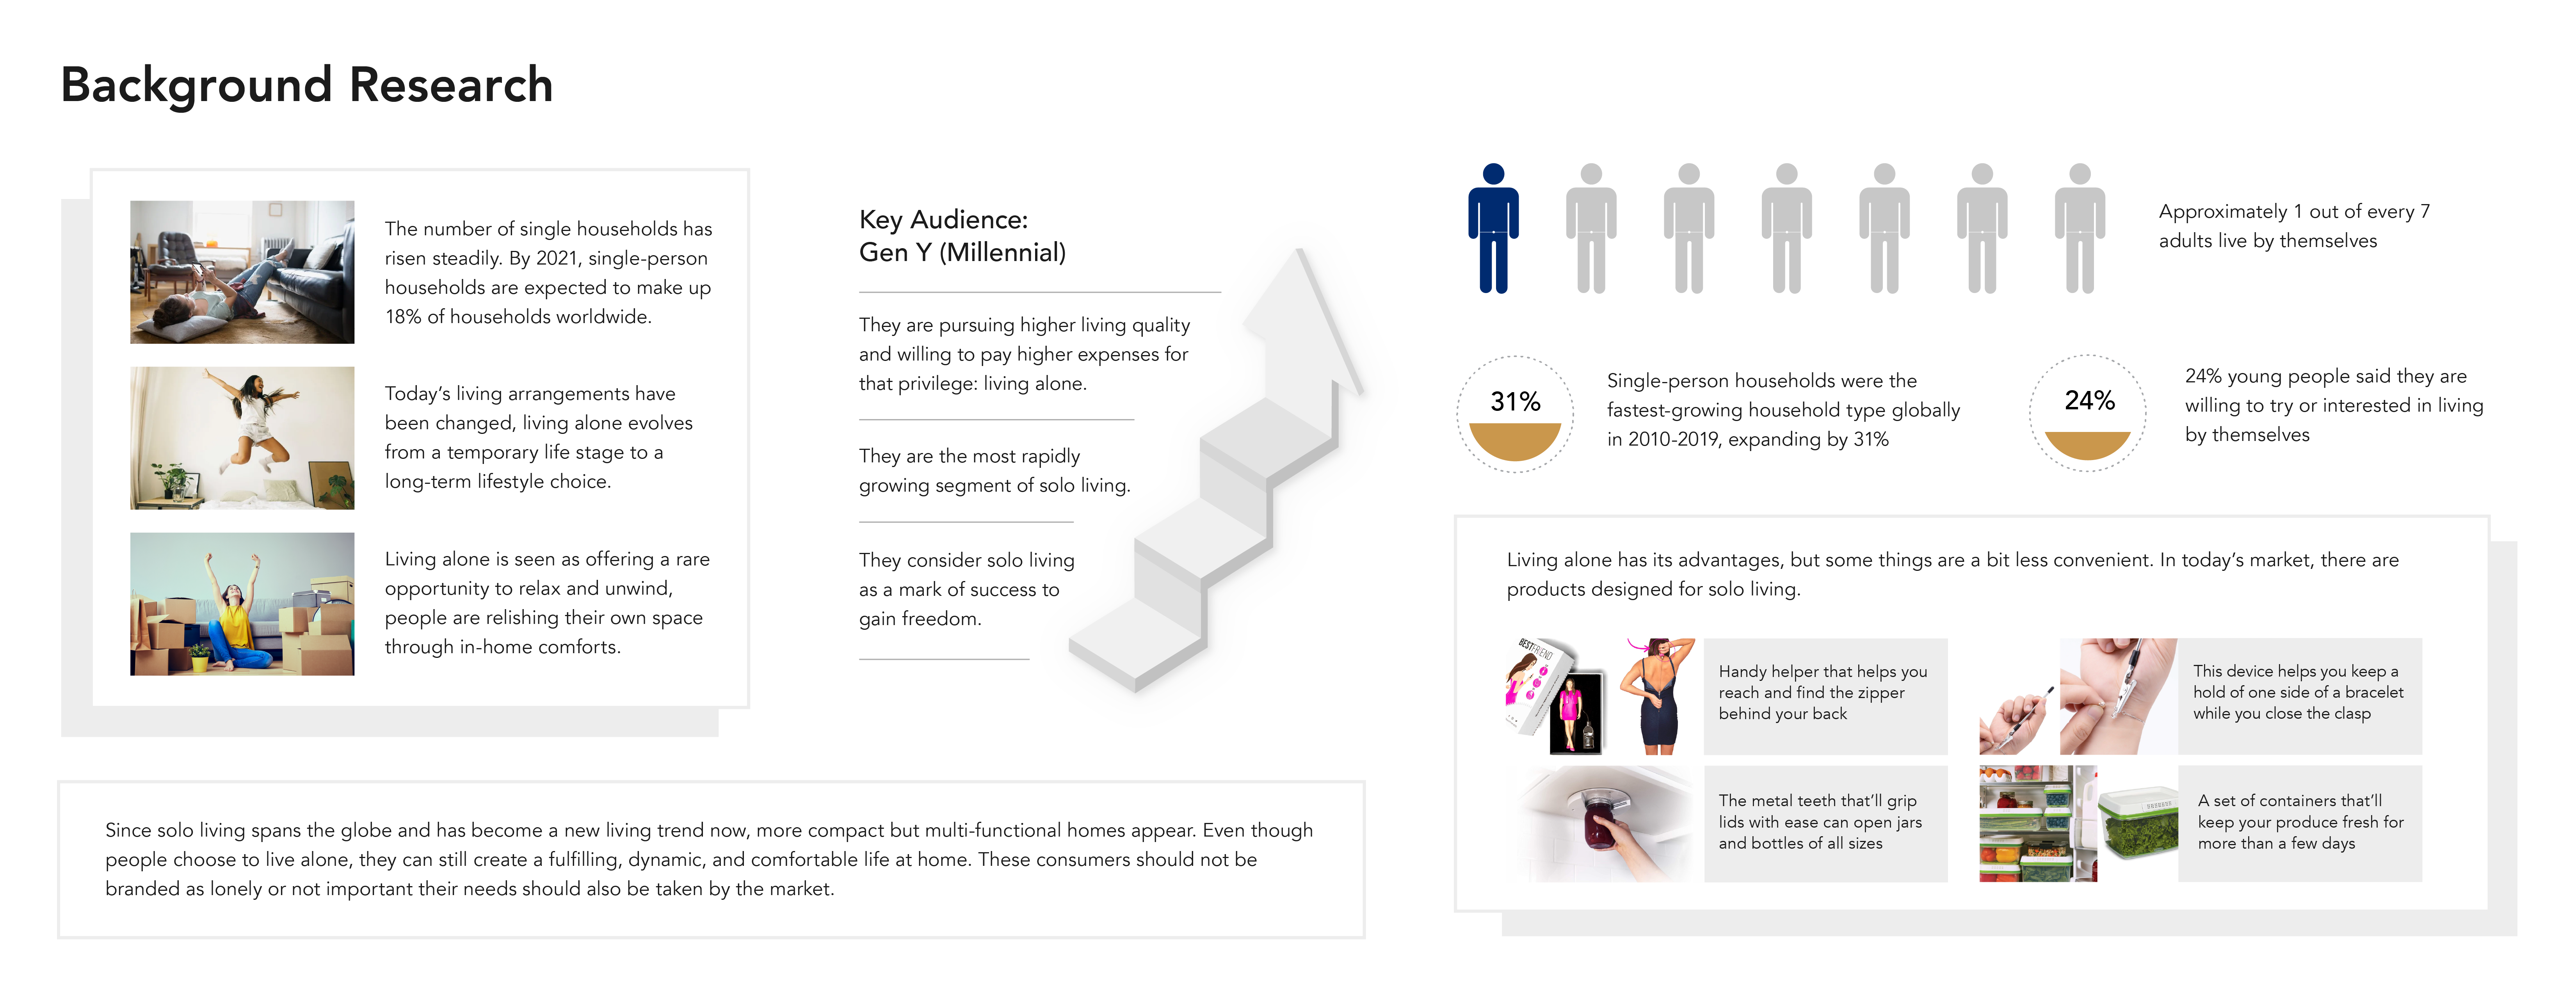 Background Research
The number of single households has
risen steadily. By 2021, single-person
households are expected to make up
18% of households worldwide.
Today’s living arrangements have
been changed, living alone evolves
from a temporary life stage to a
long-term lifestyle choice.
Living alone is seen as offering a rare
opportunity to relax and unwind,
people are relishing their own space
through in-home comforts.
Key Audience:
Gen Y (Millennial)
They are pursuing higher living quality
and willing to pay higher expenses for
that privilege: living alone.
They are the most rapidly
growing segment of solo living.
They consider solo living
as a mark of success to
gain freedom.
Since solo living spans the globe and has become a new living trend now, more compact but multi-functional homes appear. Even though
people choose to live alone, they can still create a fulfilling, dynamic, and comfortable life at home. These consumers should not be
branded as lonely or not important their needs should also be taken by the market.
Approximately 1 out of every 7
adults live by themselves
31%
Single-person households were the
fastest-growing household type globally
in 2010-2019, expanding by 31%
24%
24% young people said they are
willing to try or interested in living
by themselves
Living alone has its advantages, but some things are a bit less convenient. In today’s market, there are
products designed for solo living.
BESTFRIEND
Handy helper that helps you
reach and find the zipper
behind your back
This device helps you keep a
hold of one side of a bracelet
while you close the clasp
The metal teeth that’ll grip
lids with ease can open jars
and bottles of all sizes
A set of containers that’ll
keep your produce fresh for
more than a few days